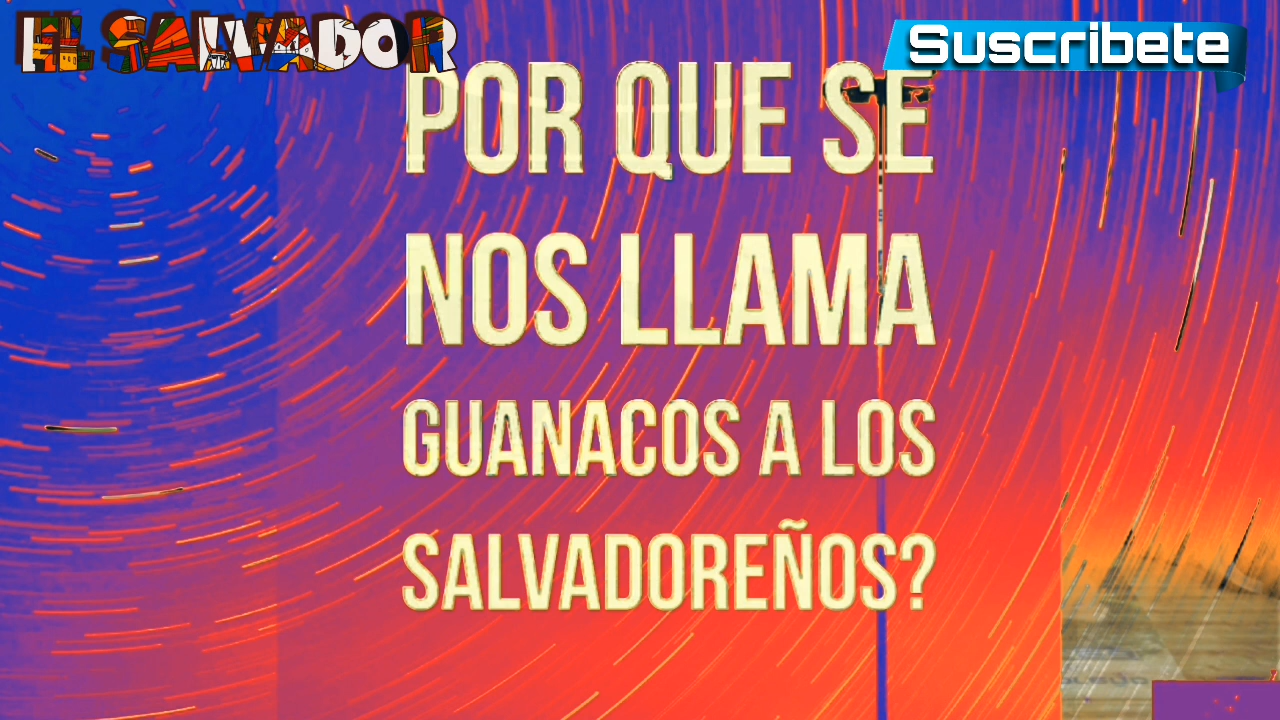 EL SALVADOR
Suscribete
POR QUE SE
NOS LLAMA
GUANACOS A LOS
SALVADOREÑOS?